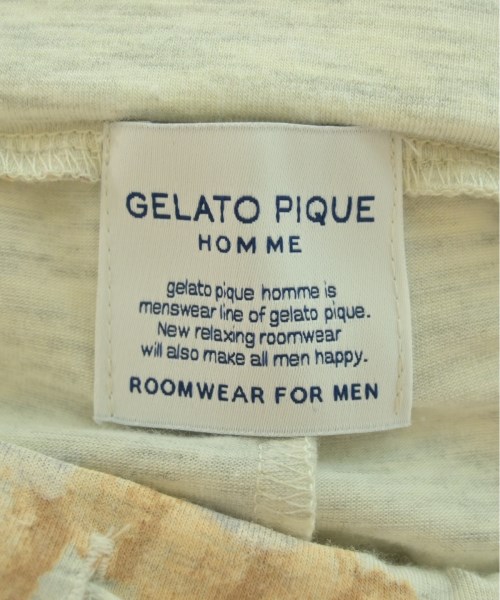 GELATO PIQUE
HOMME
gelato pique homme is
menswear line of gelato pique.
New relaxing roomwear
will also make all men happy.
ROOMWEAR FOR MEN